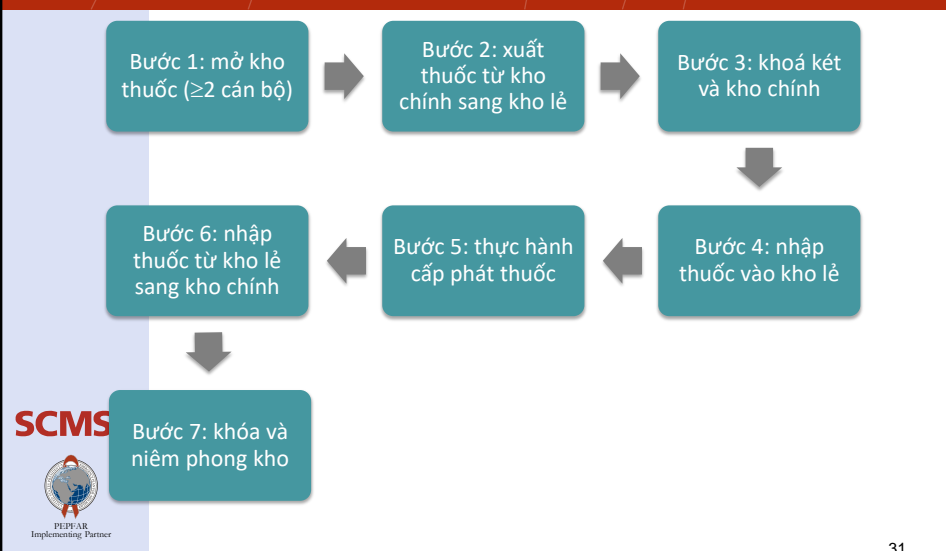 Bước 1: mở kho
thuốc (≥2 cán bộ)
Bước 2: xuất
thuốc từ kho
chính sang kho lẻ
Bước 3: khoá két
và kho chính
Bước 4: nhập
thuốc vào kho lẻ
Bước 5: thực hành
cấp phát thuốc
Bước 6: nhập
thuốc từ kho lẻ
sang kho chính
Bước 7: khóa và
niêm phong kho
SCMS
PEPFAR
Implementing Partner
31